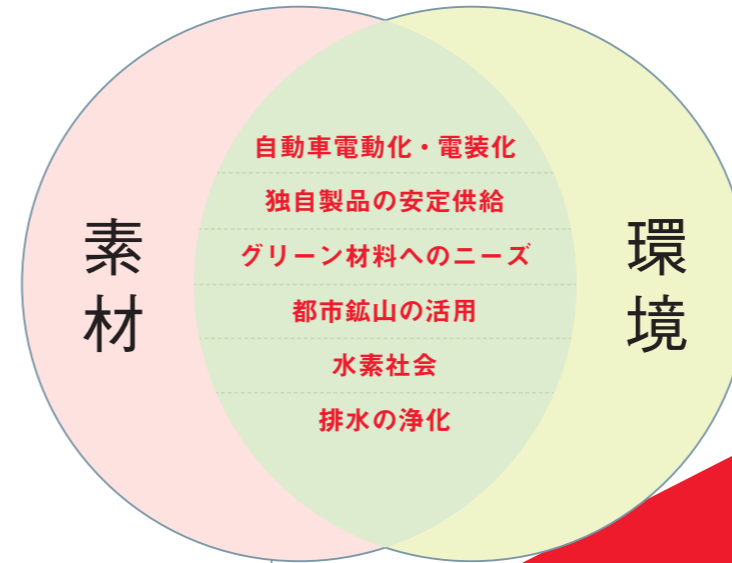 素材
自動車電動化・電装化
独自製品の安定供給
グリーン材料へのニーズ
都市鉱山の活用
水素社会
排水の浄化
環境